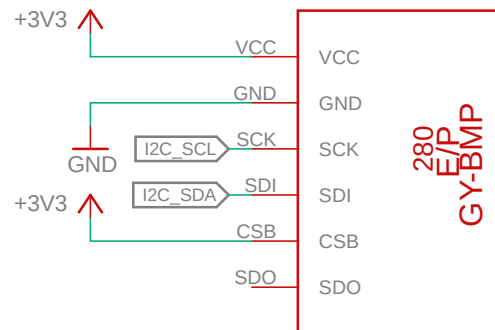 +3V3
VCC
VCC
GND
GND
GND
I2C_SCL
SCK
SCK
I2C_SDA
SDI
SDI
+3V3
CSB
CSB
SDO
SDO
280
E/P
GY-BMP